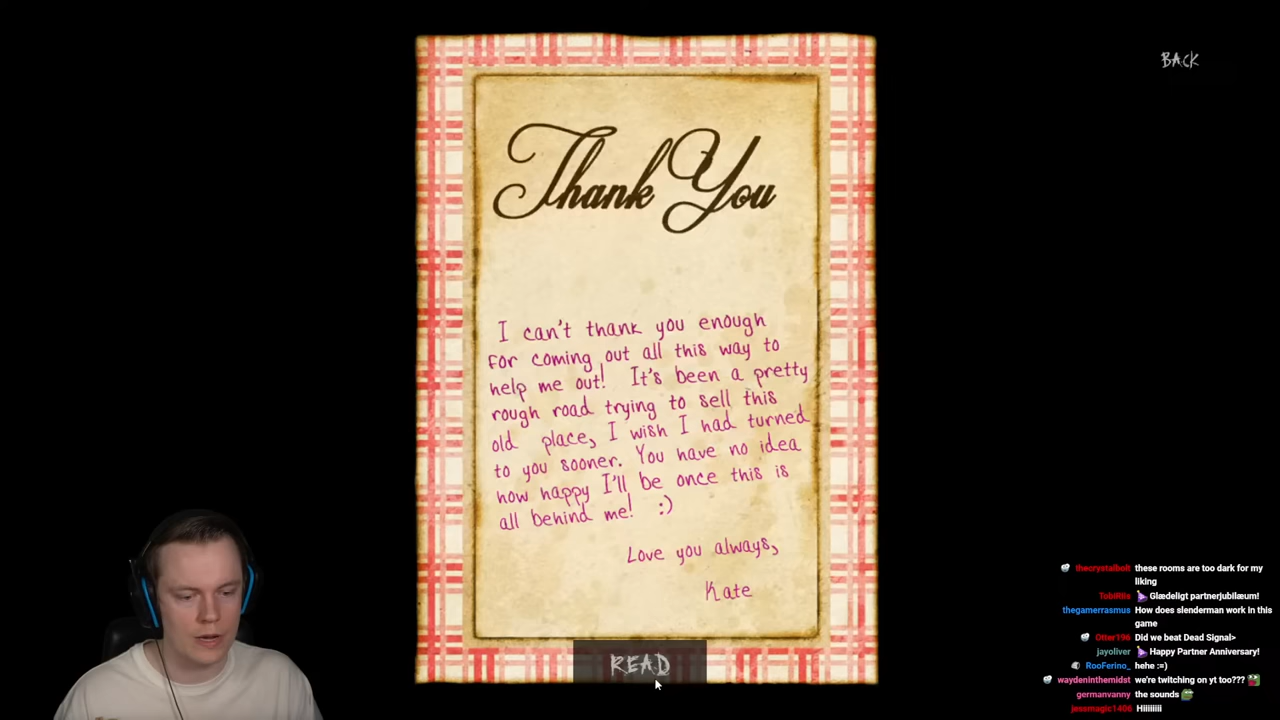 BACK
Thank You
I can't thank you enough
for coming out all this way to
help me out! It's been a pretty
rough road trying to sell this
old place, I wish I had turned
to you sooner. You have no idea
how happy I'll be once this is
all behind me! :)
Love you always,
Kate
READ
thecrystalbolt these rooms are too dark for my
liking
TobiRiis Glædeligt partnerjubilæum!
thegamerrasmus How does slenderman work in this
game
Otter196 Did we beat Dead Signal>
jayoliver Happy Partner Anniversary!
RooFerino_ hehe :=)
waydeninthemidst we're twitching on yt too???
germanvanny the sounds
jessmagic1406 Hiiiiiiii